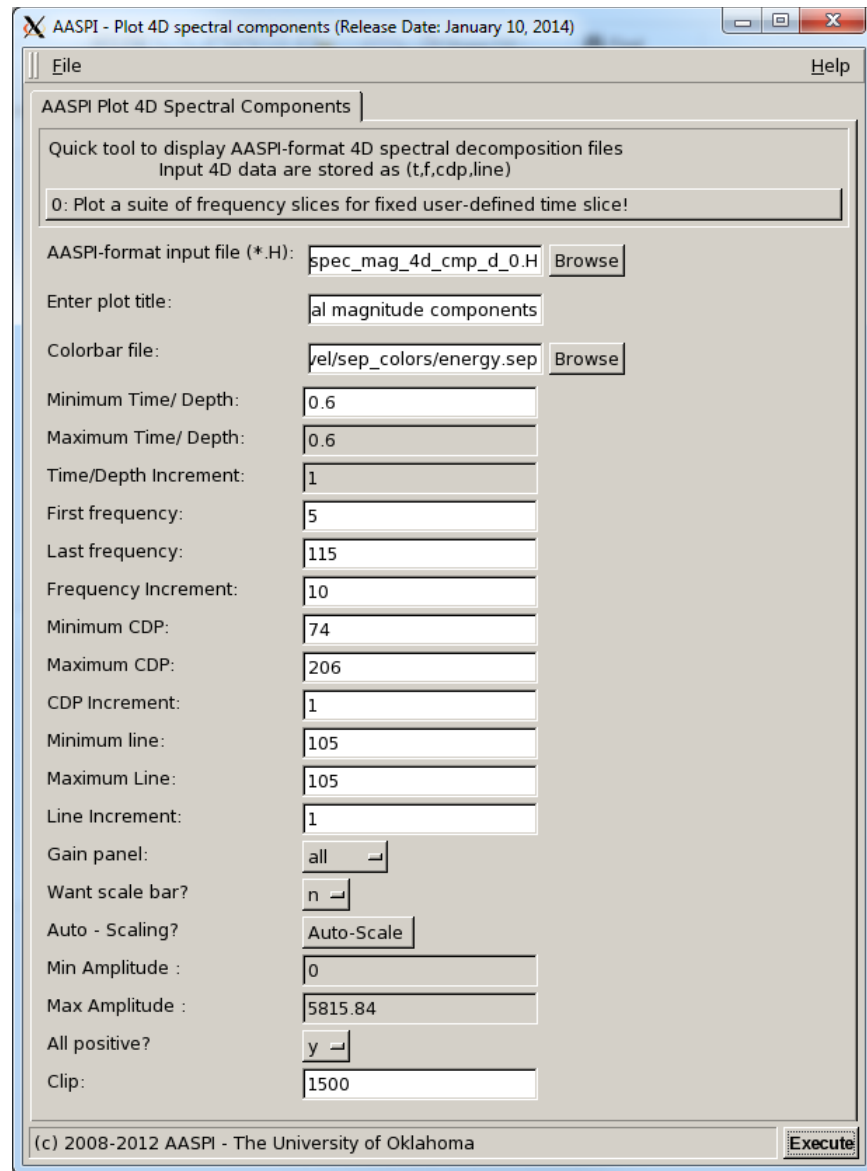 AASPI - Plot 4D spectral components (Release Date: January 10, 2014)
File Help
AASPI Plot 4D Spectral Components
Quick tool to display AASPI-format 4D spectral decomposition files
Input 4D data are stored as (t,f,cdp,line)
0: Plot a suite of frequency slices for fixed user-defined time slice!
AASPI-format input file (*.H): spec_mag_4d_cmp_d_0.H Browse
Enter plot title: al magnitude components
Colorbar file: vel/sep_colors/energy.sep Browse
Minimum Time/ Depth: 0.6
Maximum Time/ Depth: 0.6
Time/Depth Increment: 1
First frequency: 5
Last frequency: 115
Frequency Increment: 10
Minimum CDP: 74
Maximum CDP: 206
CDP Increment: 1
Minimum line: 105
Maximum Line: 105
Line Increment: 1
Gain panel: all
Want scale bar? n
Auto - Scaling? Auto-Scale
Min Amplitude : 0
Max Amplitude : 5815.84
All positive? y
Clip: 1500
(c) 2008-2012 AASPI - The University of Oklahoma Execute